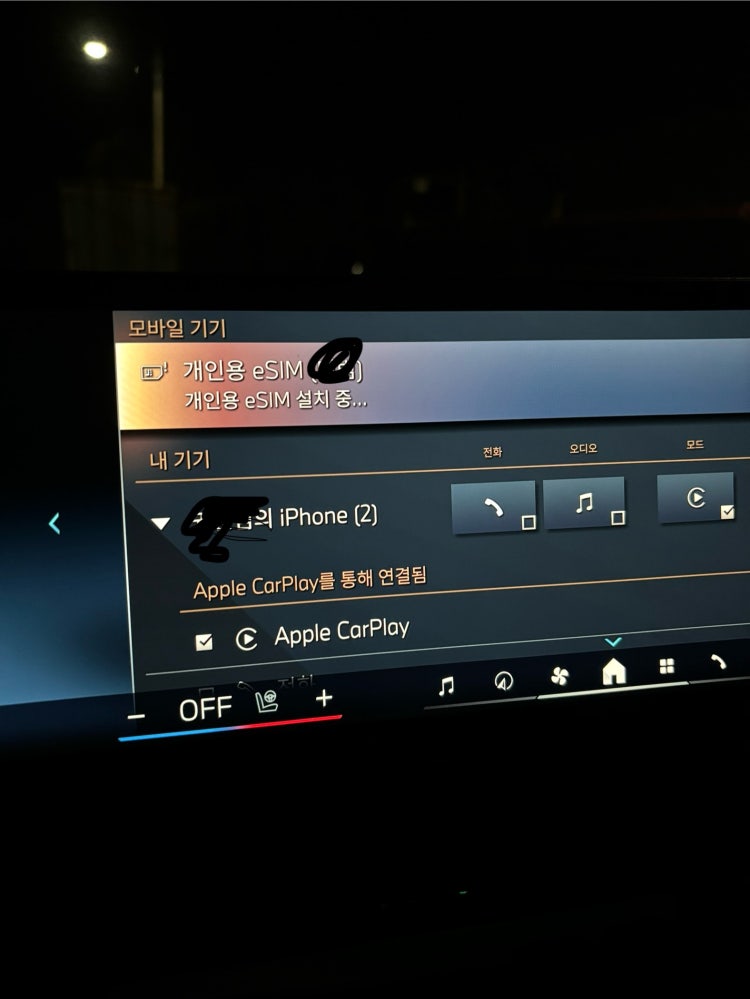 모바일 기기
개인용 eSIM
개인용 eSIM 설치 중...
내 기기
전화
오디오
모드
iPhone (2)
Apple CarPlay를 통해 연결됨
Apple CarPlay
전화
- OFF +